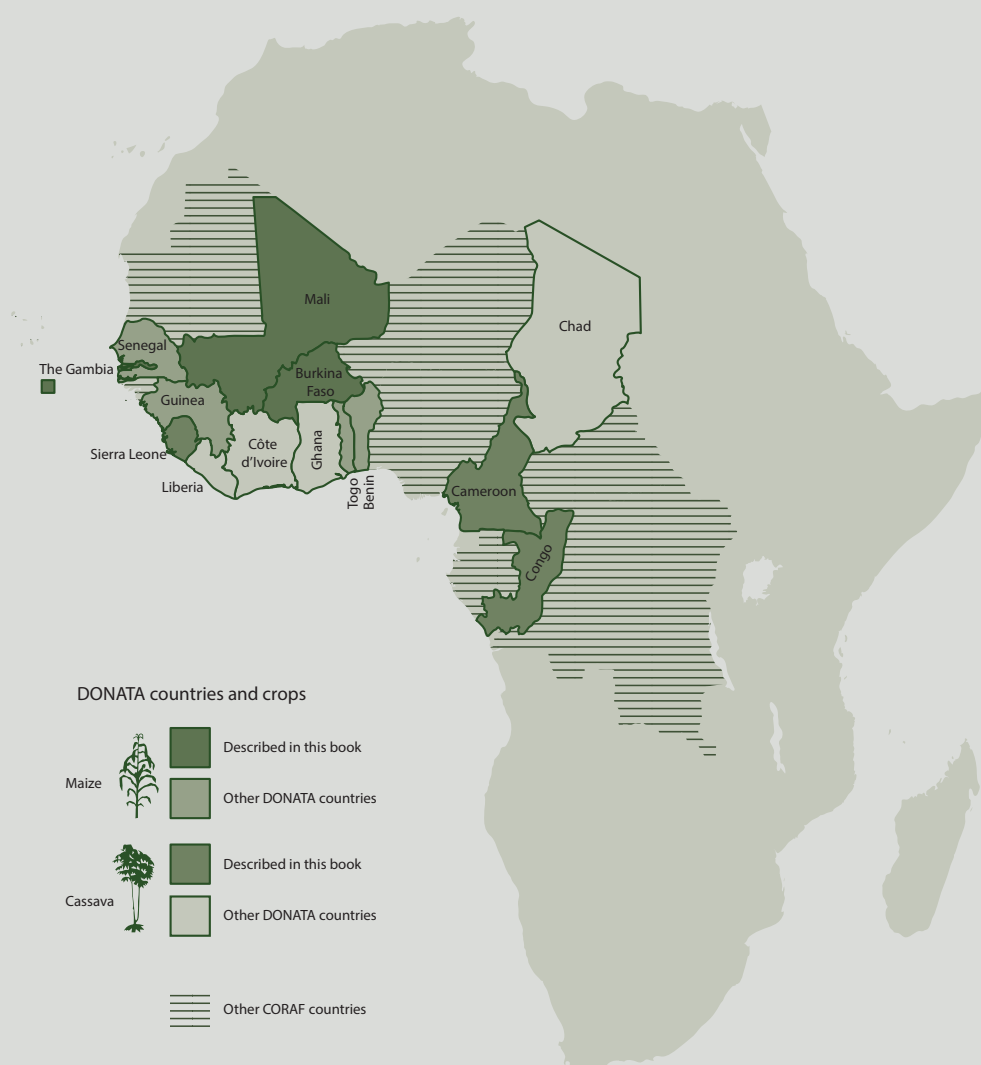 Mali
Chad
Senegal
The Gambia
Burkina
Faso
Guinea
Côte
d'Ivoire
Ghana
Sierra Leone
Liberia
Togo
Benin
Cameroon
Congo
DONATA countries and crops
Maize
Described in this book
Other DONATA countries
Cassava
Described in this book
Other DONATA countries
Other CORAF countries